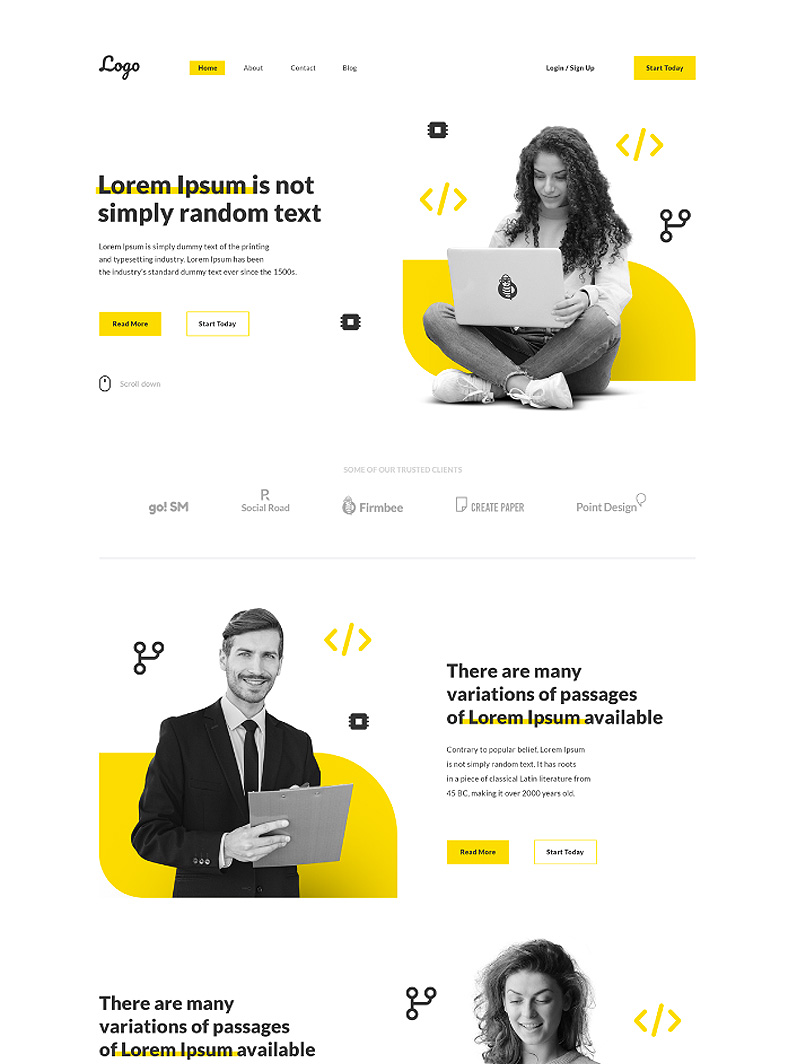 Logo
Home About Contact Blog Login / Sign Up Start Today
Lorem Ipsum is not
simply random text
Lorem Ipsum is simply dummy text of the printing
and typesetting industry. Lorem Ipsum has been
the industry's standard dummy text ever since the 1500s.
Read More Start Today
Scroll down
SOME OF OUR TRUSTED CLIENTS
go! SM
Social Road
Firmbee
CREATE PAPER
Point Design
There are many
variations of passages
of Lorem Ipsum available
Contrary to popular belief, Lorem Ipsum
is not simply random text. It has roots
in a piece of classical Latin literature from
45 BC, making it over 2000 years old.
Read More Start Today
There are many
variations of passages
of Lorem Ipsum available